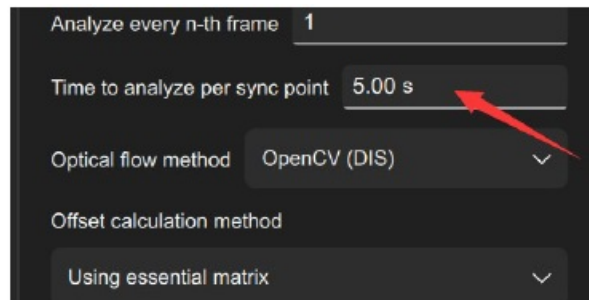 Analyze every n-th frame 1
Time to analyze per sync point 5.00 s
Optical flow method OpenCV (DIS)
Offset calculation method
Using essential matrix